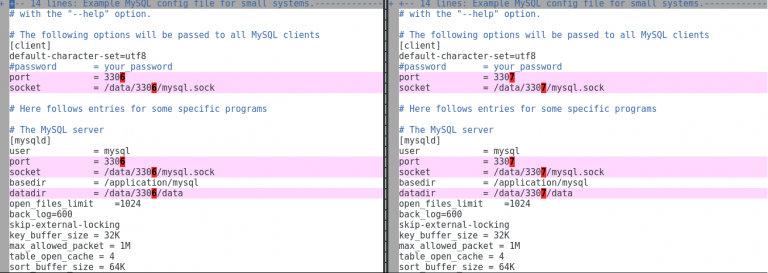 +-- 14 lines: Example MySQL config file for small systems.
# with the "--help" option.

# The following options will be passed to all MySQL clients
[client]
default-character-set=utf8
#password       = your_password
port            = 3306
socket          = /data/3306/mysql.sock

# Here follows entries for some specific programs

# The MySQL server
[mysqld]
user            = mysql
port            = 3306
socket          = /data/3306/mysql.sock
basedir         = /application/mysql
datadir         = /data/3306/data
open_files_limit    =1024
back_log=600
skip-external-locking
key_buffer_size = 32K
max_allowed_packet = 1M
table_open_cache = 4
sort_buffer_size = 64K
+-- 14 lines: Example MySQL config file for small systems.
# with the "--help" option.

# The following options will be passed to all MySQL clients
[client]
default-character-set=utf8
#password       = your_password
port            = 3307
socket          = /data/3307/mysql.sock

# Here follows entries for some specific programs

# The MySQL server
[mysqld]
user            = mysql
port            = 3307
socket          = /data/3307/mysql.sock
basedir         = /application/mysql
datadir         = /data/3307/data
open_files_limit    =1024
back_log=600
skip-external-locking
key_buffer_size = 32K
max_allowed_packet = 1M
table_open_cache = 4
sort_buffer_size = 64K